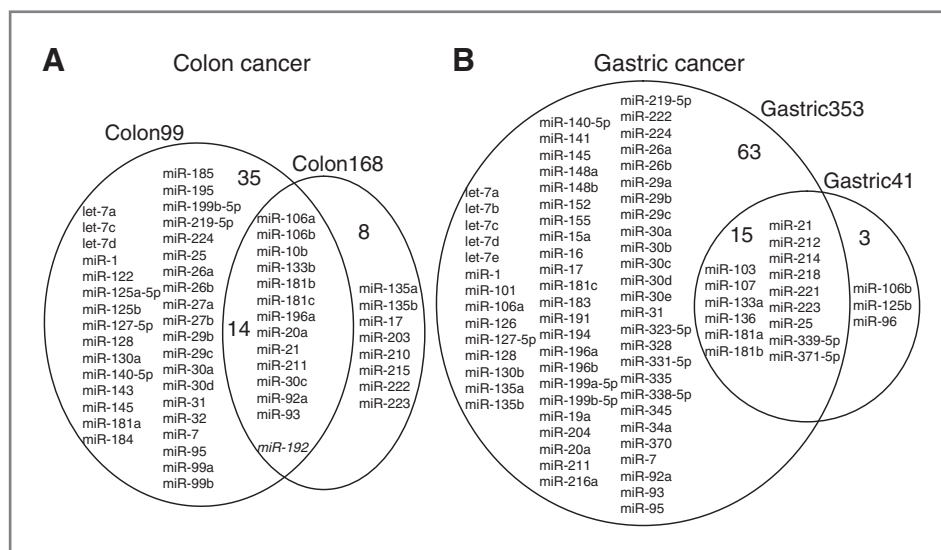 A
Colon cancer
Colon99
Colon168
35
14
8
let-7a
let-7c
let-7d
miR-1
miR-122
miR-125a-5p
miR-125b
miR-127-5p
miR-128
miR-130a
miR-140-5p
miR-143
miR-145
miR-181a
miR-184
miR-185
miR-195
miR-199b-5p
miR-219-5p
miR-224
miR-25
miR-26a
miR-26b
miR-27a
miR-27b
miR-29b
miR-29c
miR-30a
miR-30d
miR-31
miR-32
miR-7
miR-95
miR-99a
miR-99b
miR-106a
miR-106b
miR-10b
miR-133b
miR-181b
miR-181c
miR-196a
miR-20a
miR-21
miR-211
miR-30c
miR-92a
miR-93
miR-192
miR-135a
miR-135b
miR-17
miR-203
miR-210
miR-215
miR-222
miR-223
B
Gastric cancer
Gastric353
Gastric41
63
15
3
let-7a
let-7b
let-7c
let-7d
let-7e
miR-1
miR-101
miR-106a
miR-126
miR-127-5p
miR-128
miR-130b
miR-135a
miR-135b
miR-140-5p
miR-141
miR-145
miR-148a
miR-148b
miR-152
miR-155
miR-15a
miR-16
miR-17
miR-181c
miR-183
miR-191
miR-194
miR-196a
miR-196b
miR-199a-5p
miR-199b-5p
miR-19a
miR-204
miR-20a
miR-211
miR-216a
miR-219-5p
miR-222
miR-224
miR-26a
miR-26b
miR-29a
miR-29b
miR-29c
miR-30a
miR-30b
miR-30c
miR-30d
miR-30e
miR-31
miR-323-5p
miR-328
miR-331-5p
miR-335
miR-338-5p
miR-345
miR-34a
miR-370
miR-7
miR-92a
miR-93
miR-95
miR-103
miR-107
miR-133a
miR-136
miR-181a
miR-181b
miR-21
miR-212
miR-214
miR-218
miR-221
miR-223
miR-25
miR-339-5p
miR-371-5p
miR-106b
miR-125b
miR-96